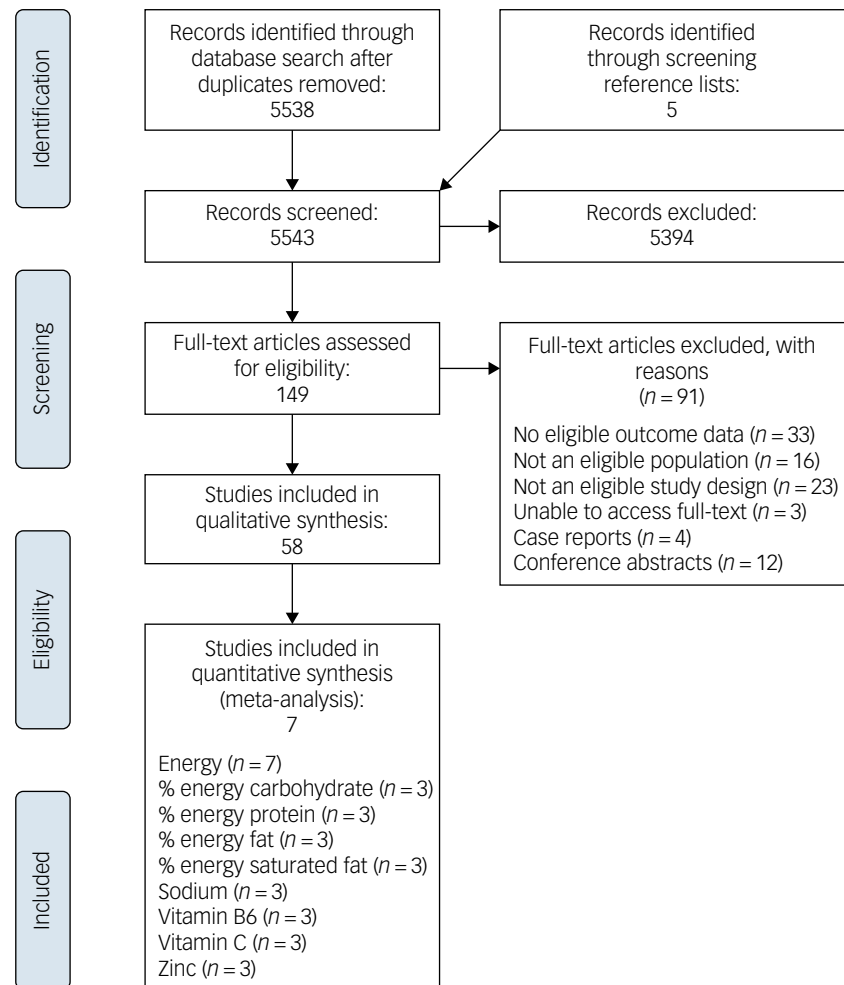 Identification
Records identified through
database search after
duplicates removed:
5538
Records identified
through screening
reference lists:
5
Records screened:
5543
Records excluded:
5394
Screening
Full-text articles assessed
for eligibility:
149
Full-text articles excluded, with
reasons
(n = 91)
No eligible outcome data (n = 33)
Not an eligible population (n = 16)
Not an eligible study design (n = 23)
Unable to access full-text (n = 3)
Case reports (n = 4)
Conference abstracts (n = 12)
Eligibility
Studies included in
qualitative synthesis:
58
Included
Studies included in
quantitative synthesis
(meta-analysis):
7
Energy (n = 7)
% energy carbohydrate (n = 3)
% energy protein (n = 3)
% energy fat (n = 3)
% energy saturated fat (n = 3)
Sodium (n = 3)
Vitamin B6 (n = 3)
Vitamin C (n = 3)
Zinc (n = 3)